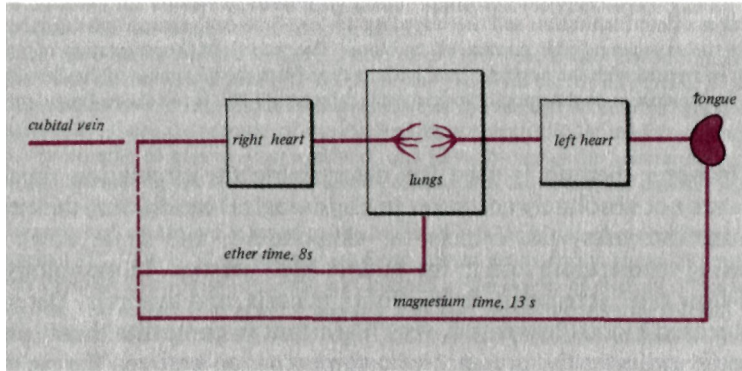 tongue
cubital vein
right heart
left heart
lungs
ether time, 8s
magnesium time, 13 s